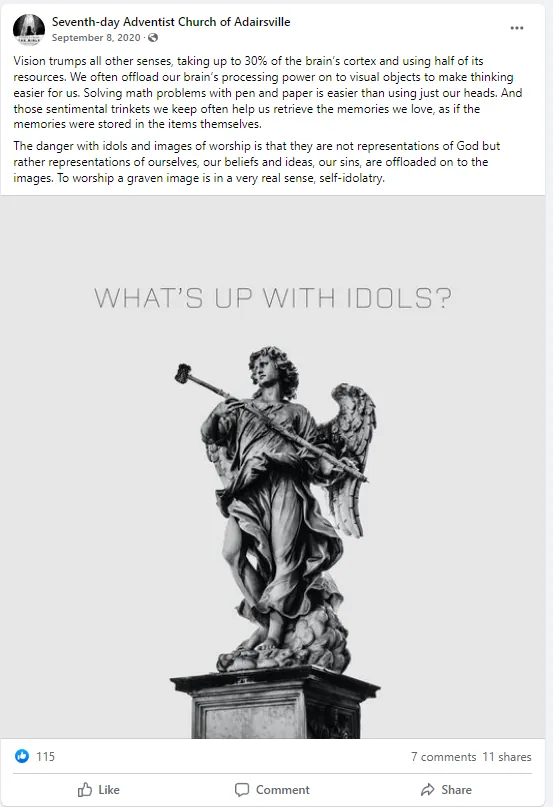 Seventh-day Adventist Church of Adairsville
September 8, 2020 ·
Vision trumps all other senses, taking up to 30% of the brain's cortex and using half of its
resources. We often offload our brain's processing power on to visual objects to make thinking
easier for us. Solving math problems with pen and paper is easier than using just our heads. And
those sentimental trinkets we keep often help us retrieve the memories we love, as if the
memories were stored in the items themselves.
The danger with idols and images of worship is that they are not representations of God but
rather representations of ourselves, our beliefs and ideas, our sins, are offloaded on to the
images. To worship a graven image is in a very real sense, self-idolatry.
WHAT'S UP WITH IDOLS?
115
7 comments 11 shares
Like
Comment
Share